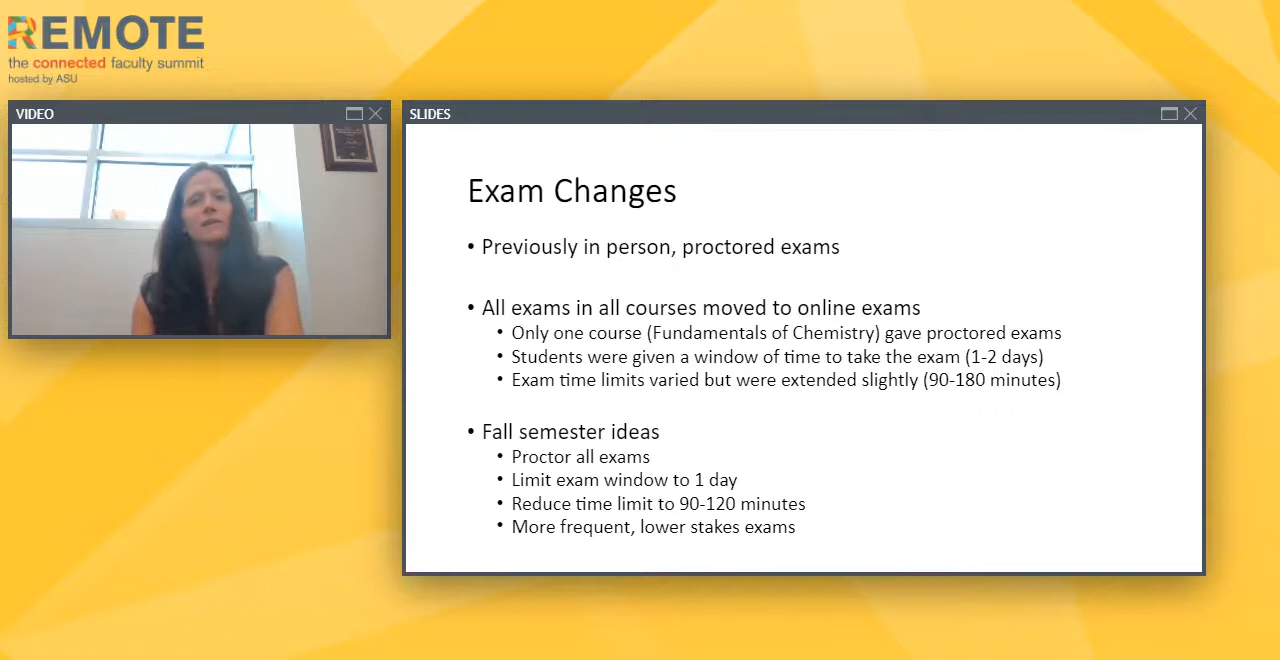 REMOTE
the connected faculty summit
hosted by ASU
VIDEO
SLIDES
Exam Changes
• Previously in person, proctored exams
• All exams in all courses moved to online exams
• Only one course (Fundamentals of Chemistry) gave proctored exams
• Students were given a window of time to take the exam (1-2 days)
• Exam time limits varied but were extended slightly (90-180 minutes)
• Fall semester ideas
• Proctor all exams
• Limit exam window to 1 day
• Reduce time limit to 90-120 minutes
• More frequent, lower stakes exams